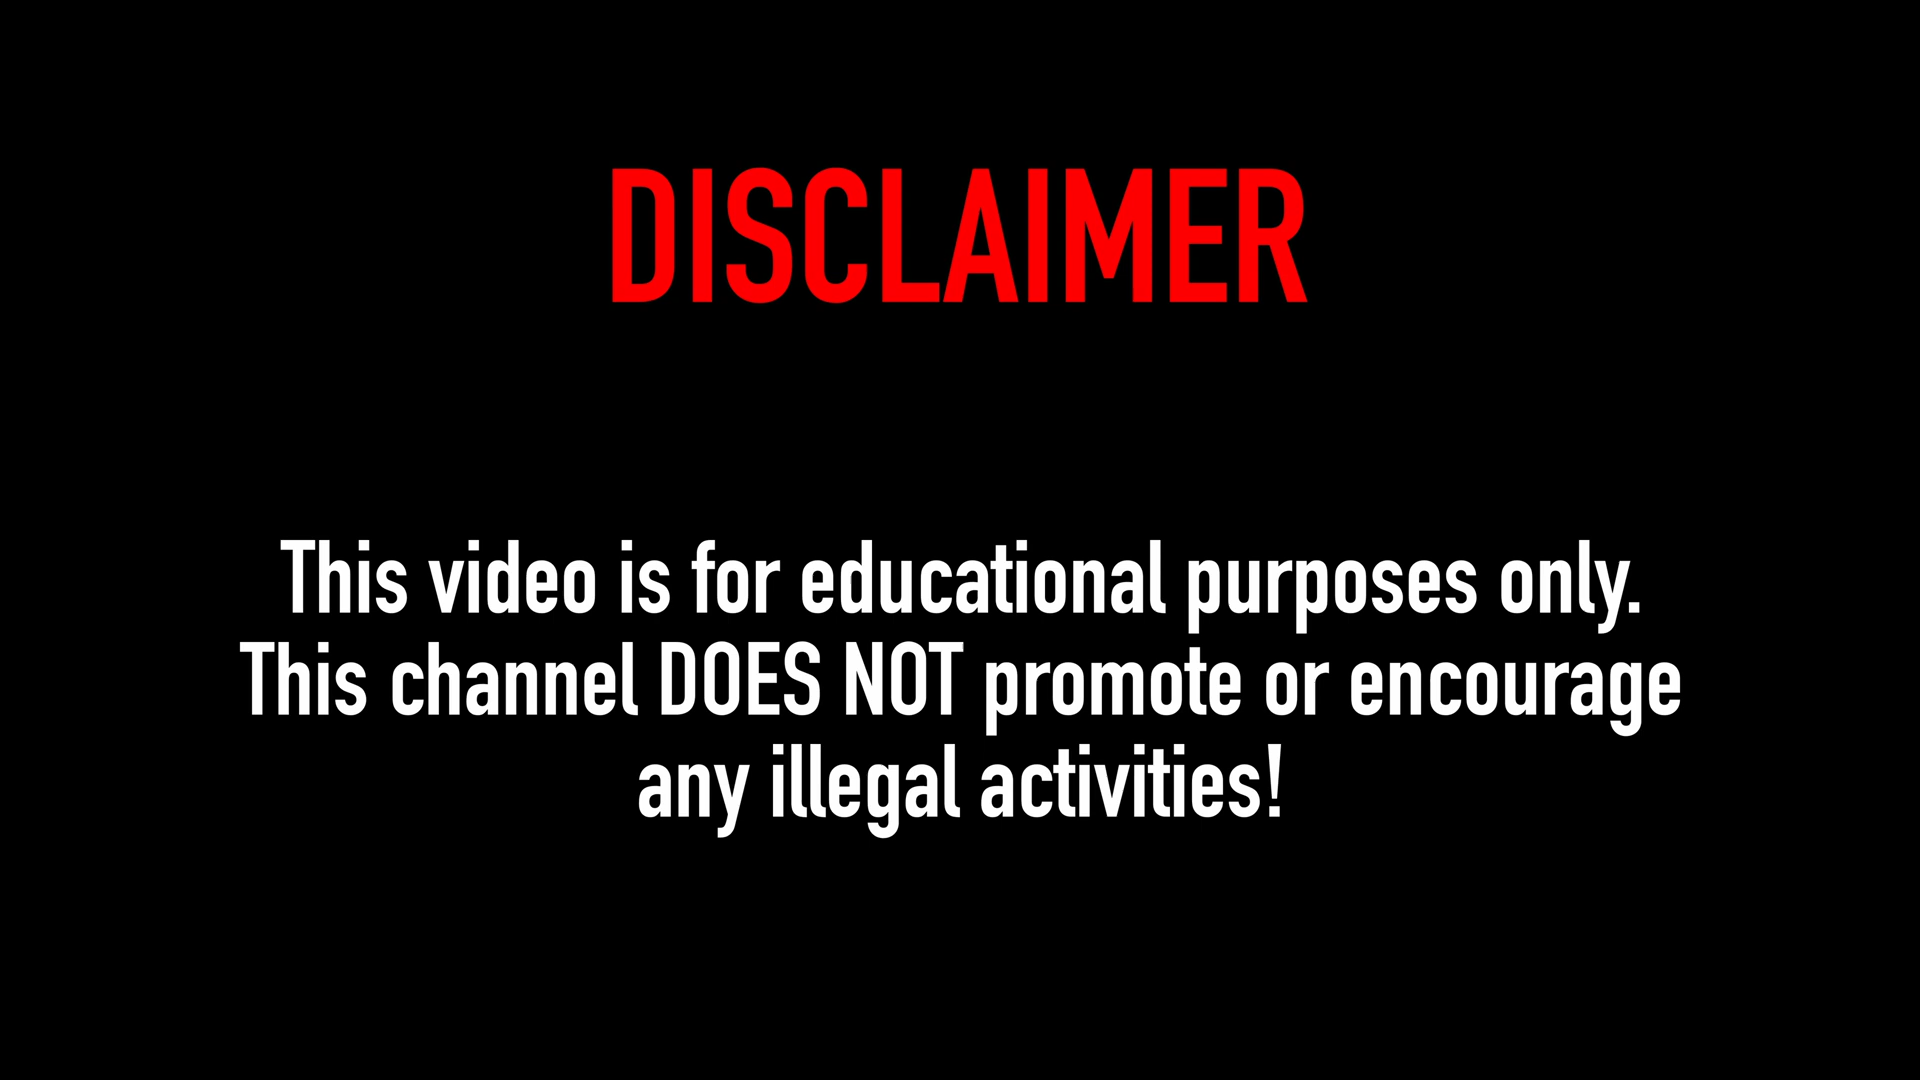 DISCLAIMER
This video is for educational purposes only.
This channel DOES NOT promote or encourage
any illegal activities!